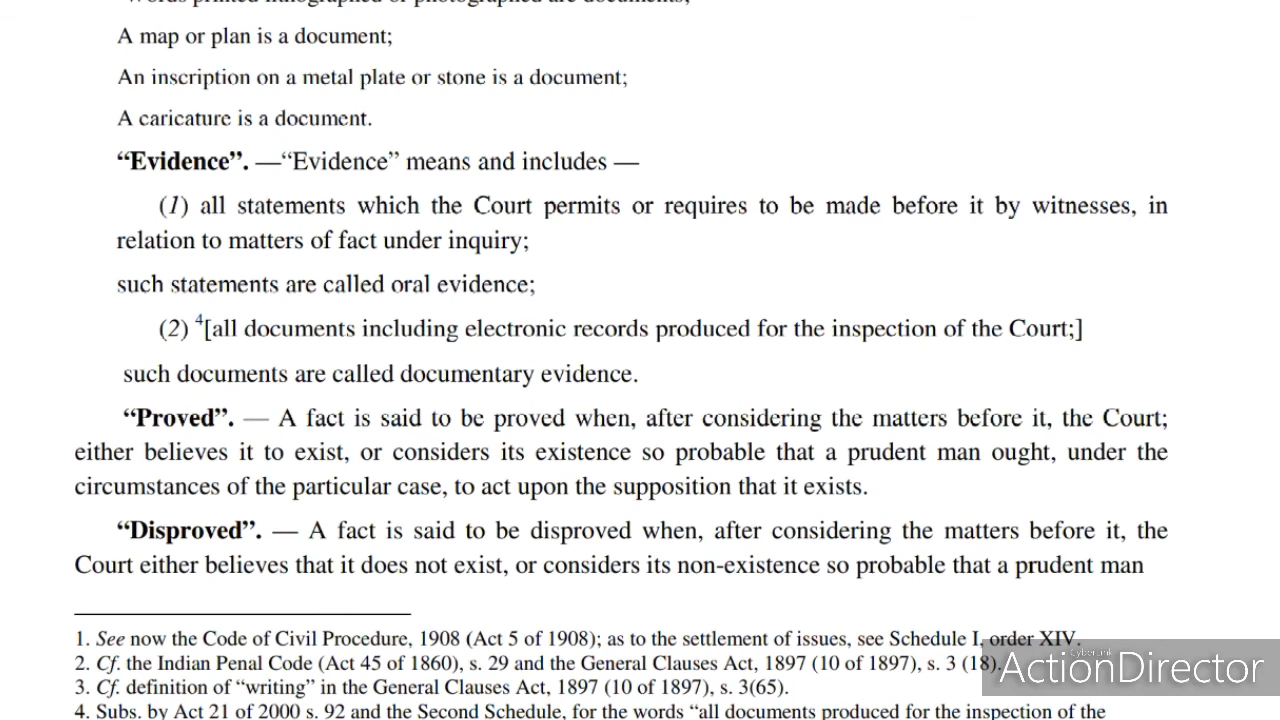 A map or plan is a document;
An inscription on a metal plate or stone is a document;
A caricature is a document.
“Evidence”. —“Evidence” means and includes —
(1) all statements which the Court permits or requires to be made before it by witnesses, in
relation to matters of fact under inquiry;
such statements are called oral evidence;
(2) 4[all documents including electronic records produced for the inspection of the Court;]
such documents are called documentary evidence.
“Proved”. — A fact is said to be proved when, after considering the matters before it, the Court;
either believes it to exist, or considers its existence so probable that a prudent man ought, under the
circumstances of the particular case, to act upon the supposition that it exists.
“Disproved”. — A fact is said to be disproved when, after considering the matters before it, the
Court either believes that it does not exist, or considers its non-existence so probable that a prudent man
1. See now the Code of Civil Procedure, 1908 (Act 5 of 1908); as to the settlement of issues, see Schedule I, order XIV.
2. Cf. the Indian Penal Code (Act 45 of 1860), s. 29 and the General Clauses Act, 1897 (10 of 1897), s. 3 (18).
3. Cf. definition of “writing” in the General Clauses Act, 1897 (10 of 1897), s. 3(65).
4. Subs. by Act 21 of 2000 s. 92 and the Second Schedule, for the words “all documents produced for the inspection of the
CyberLink
ActionDirector